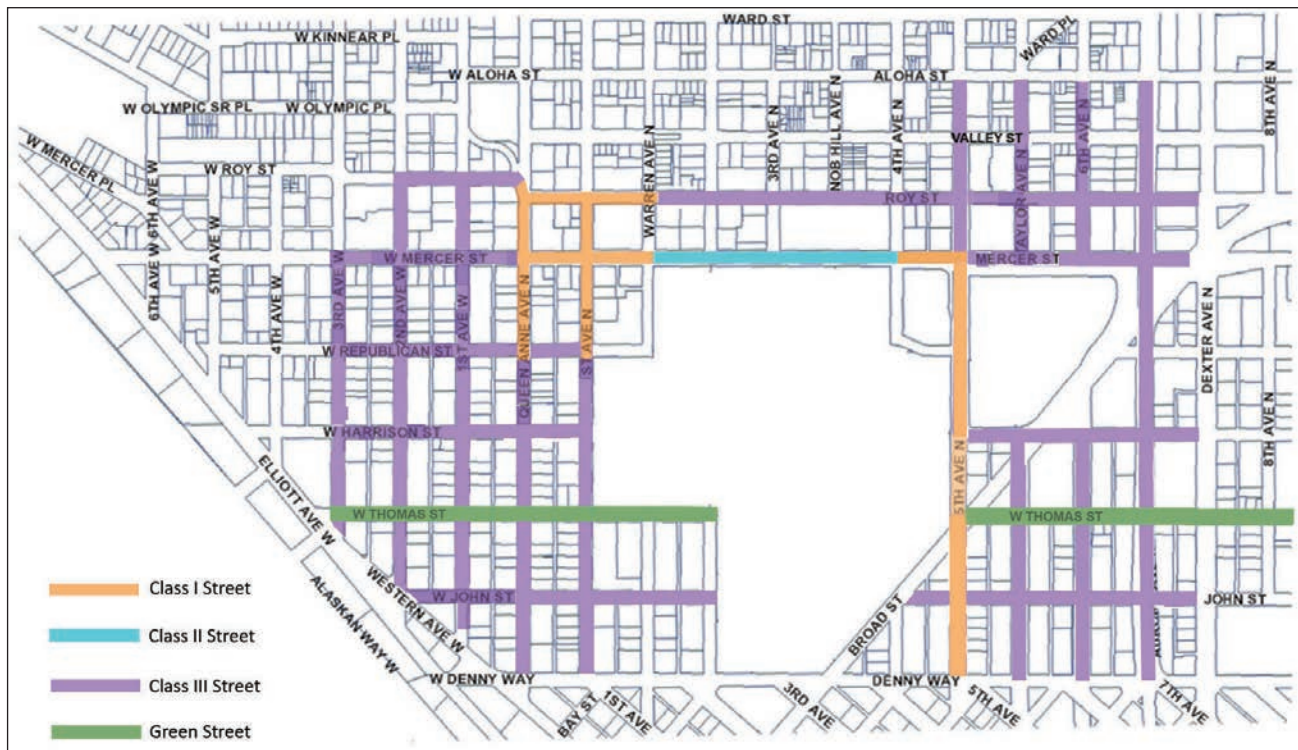 WARD ST
W KINNEAR PL
WARD PL
W ALOHA ST
ALOHA ST
W OLYMPIC SR PL
W OLYMPIC PL
8TH AVE N
W MERCER PL
3RD AVE N
NOB HILL AVE N
4TH AVE N
VALLEY ST
6TH AVE N
W ROY ST
6TH AVE W
WARREN AVE N
TAYLOR AVE N
ROY ST
5TH AVE W
6TH AVE W
4TH AVE W
3RD AVE W
W MERCER ST
2ND AVE W
MERCER ST
1ST AVE W
QUEEN ANNE AVE N
ST AVE N
W REPUBLICAN ST
DEXTER AVE N
W HARRISON ST
8TH AVE N
5TH AVE N
ELLIOTT AVE W
W THOMAS ST
W THOMAS ST
WESTERN AVE W
ALASKAN WAY W
W JOHN ST
BROAD ST
JOHN ST
W DENNY WAY
DENNY WAY
BAY ST
1ST AVE
3RD AVE
5TH AVE
7TH AVE
Class I Street
Class II Street
Class III Street
Green Street